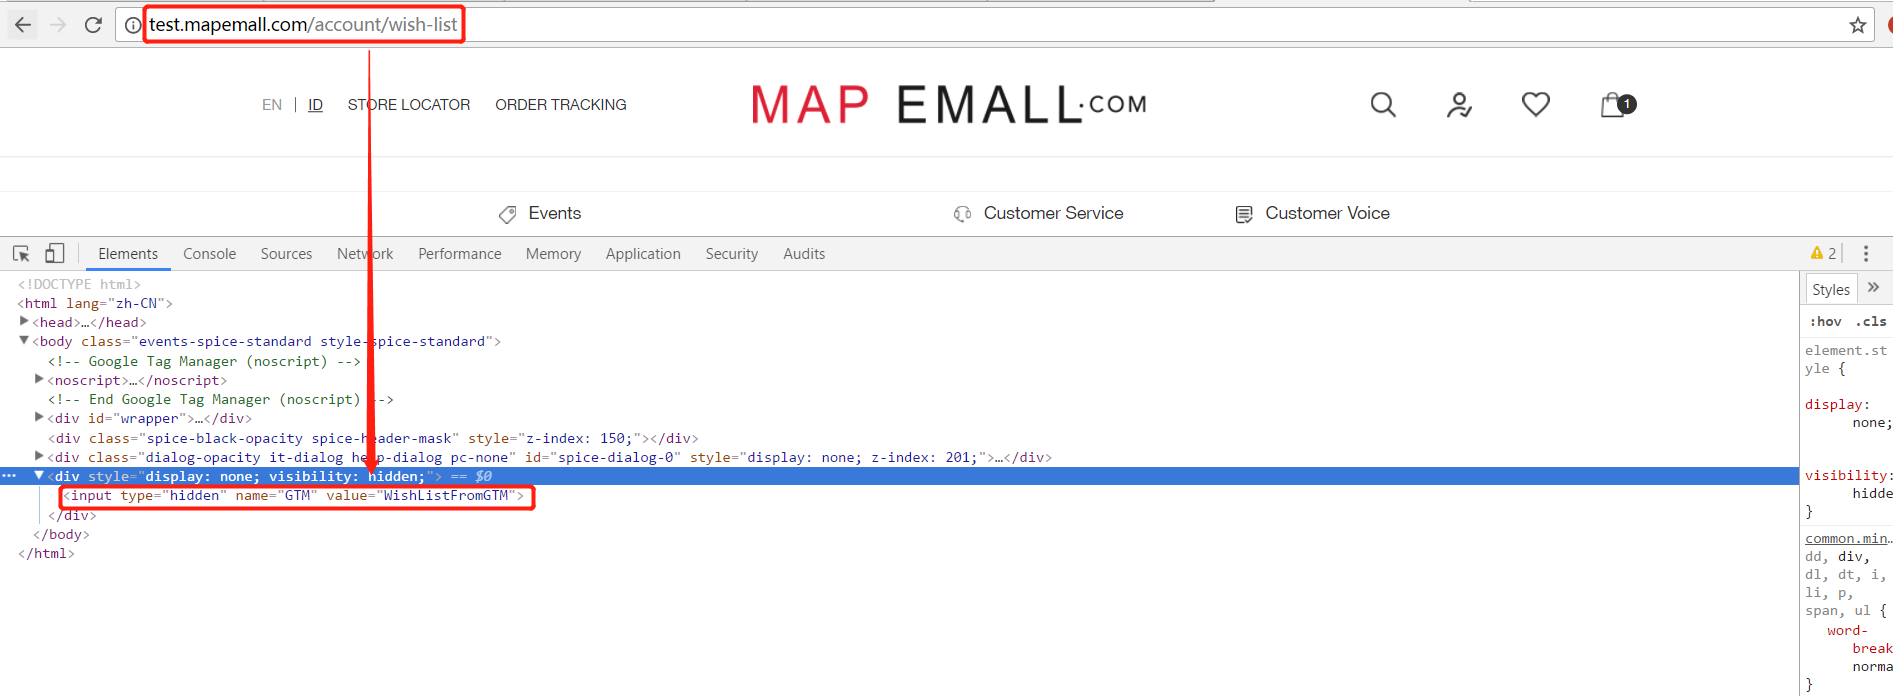 test.mapemall.com/account/wish-list
EN | ID STORE LOCATOR ORDER TRACKING
MAP EMALL.COM
1
Events
Customer Service
Customer Voice
Elements Console Sources Network Performance Memory Application Security Audits
2
<!DOCTYPE html>
<html lang="zh-CN">
<head>…</head>
<body class="events-spice-standard style-spice-standard">
<!-- Google Tag Manager (noscript) -->
<noscript>…</noscript>
<!-- End Google Tag Manager (noscript) -->
<div id="wrapper">…</div>
<div class="spice-black-opacity spice-header-mask" style="z-index: 150;"></div>
<div class="dialog-opacity it-dialog help-dialog pc-none" id="spice-dialog-0" style="display: none; z-index: 201;">…</div>
<div style="display: none; visibility: hidden;"> == $0
<input type="hidden" name="GTM" value="WishListFromGTM">
</div>
</body>
</html>
Styles »
:hov .cls
element.st
yle {
display:
none;
visibility:
hidde
}
common.min…
dd, div,
dl, dt, i,
li, p,
span, ul {
word-
break
norma
}